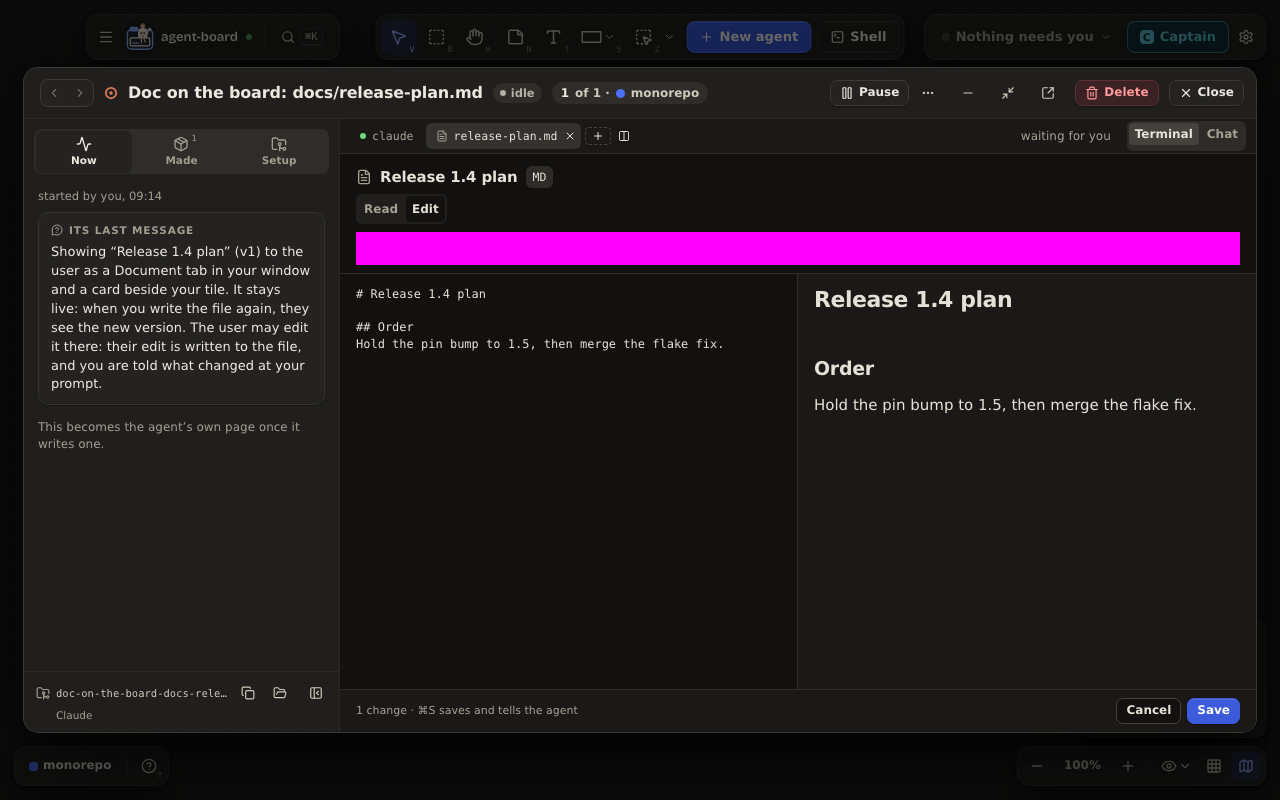 agent-board
⌘K
V
B
H
N
T
S
Z
New agent
Shell
Nothing needs you
Captain
Doc on the board: docs/release-plan.md
idle
1 of 1 · monorepo
Pause
Delete
Close
Now
Made
1
Setup
claude
release-plan.md
waiting for you
Terminal
Chat
started by you, 09:14
ITS LAST MESSAGE
Showing “Release 1.4 plan” (v1) to the
user as a Document tab in your window
and a card beside your tile. It stays
live: when you write the file again, they
see the new version. The user may edit
it there: their edit is written to the file,
and you are told what changed at your
prompt.
This becomes the agent’s own page once it
writes one.
Release 1.4 plan
MD
Read
Edit
# Release 1.4 plan
## Order
Hold the pin bump to 1.5, then merge the flake fix.
Release 1.4 plan
Order
Hold the pin bump to 1.5, then merge the flake fix.
doc-on-the-board-docs-rele…
Claude
1 change · ⌘S saves and tells the agent
Cancel
Save
monorepo
?
100%